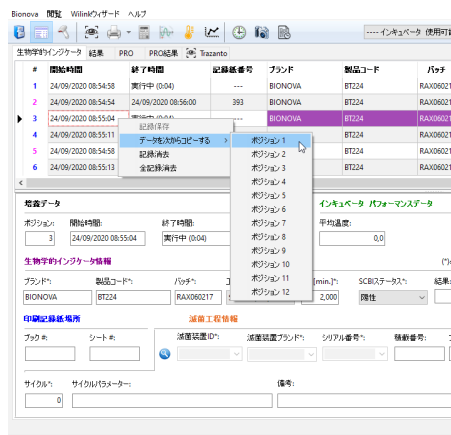 Bionova 閲覧 Wilinkウィザード ヘルプ
---- インキュベータ 使用可能
生物学的インジケータ 結果 PRO PRO結果 Trazanto
# 開始時間 終了時間 記録紙番号 ブランド 製品コード バッチ
1 24/09/2020 08:54:58 実行中 (0:04) --- BIONOVA BT224 RAX06021
2 24/09/2020 08:54:54 24/09/2020 08:56:00 393 BIONOVA BT224 RAX06021
3 24/09/2020 08:55:04 実行中 (0:04) --- BIONOVA BT224 RAX06021
4 24/09/2020 08:55:11 BT224 RAX06021
5 24/09/2020 08:54:58 BT224 RAX06021
6 24/09/2020 08:55:13 BT224 RAX06021
記録保存
データを次からコピーする
記録消去
全記録消去
ポジション 1
ポジション 2
ポジション 3
ポジション 4
ポジション 5
ポジション 6
ポジション 7
ポジション 8
ポジション 9
ポジション 10
ポジション 11
ポジション 12
培養データ インキュベータ パフォーマンスデータ
ポジション: 開始時間: 終了時間: 平均温度:
3 24/09/2020 08:55:04 実行中 (0:04) 0,0
生物学的インジケータ情報
ブランド*: 製品コード*: バッチ*: [min.]*: SCBIステータス*: 結果:
BIONOVA BT224 RAX060217 2,000 陽性
印刷記録紙場所 滅菌工程情報
ブック #: シート #: 滅菌装置ID*: 滅菌装置ブランド*: シリアル番号*: 積載番号:
サイクル*: サイクルパラメーター: 備考:
0